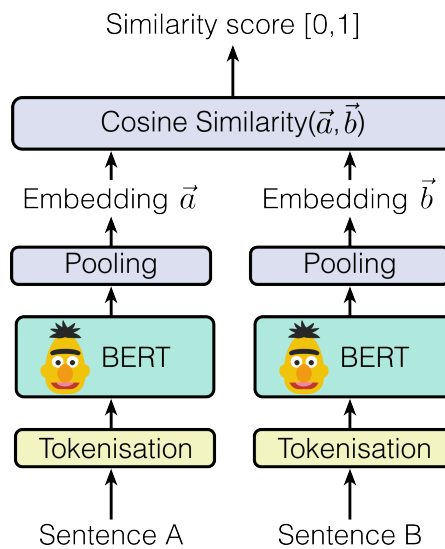 Similarity score [0,1]
Cosine Similarity(a⃗, b⃗)
Embedding a⃗ Embedding b⃗
Pooling Pooling
BERT BERT
Tokenisation Tokenisation
Sentence A Sentence B